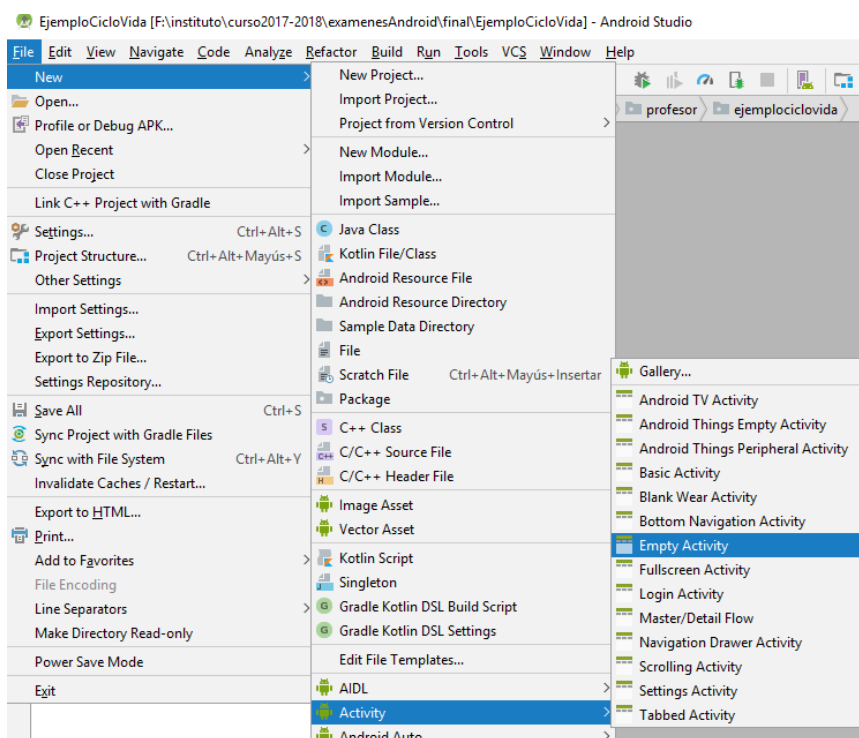 EjemploCicloVida [F:\instituto\curso2017-2018\examenesAndroid\final\EjemploCicloVida] - Android Studio
File Edit View Navigate Code Analyze Refactor Build Run Tools VCS Window Help
profesor ejemplociclovida
New
Open...
Profile or Debug APK...
Open Recent
Close Project
Link C++ Project with Gradle
Settings... Ctrl+Alt+S
Project Structure... Ctrl+Alt+Mayús+S
Other Settings
Import Settings...
Export Settings...
Export to Zip File...
Settings Repository...
Save All Ctrl+S
Sync Project with Gradle Files
Sync with File System Ctrl+Alt+Y
Invalidate Caches / Restart...
Export to HTML...
Print...
Add to Favorites
File Encoding
Line Separators
Make Directory Read-only
Power Save Mode
Exit
New Project...
Import Project...
Project from Version Control
New Module...
Import Module...
Import Sample...
C Java Class
Kotlin File/Class
Android Resource File
Android Resource Directory
Sample Data Directory
File
Scratch File Ctrl+Alt+Mayús+Insertar
Package
S C++ Class
C++ C/C++ Source File
H C/C++ Header File
Image Asset
Vector Asset
Kotlin Script
Singleton
G Gradle Kotlin DSL Build Script
G Gradle Kotlin DSL Settings
Edit File Templates...
AIDL
Activity
Android Auto
Gallery...
Android TV Activity
Android Things Empty Activity
Android Things Peripheral Activity
Basic Activity
Blank Wear Activity
Bottom Navigation Activity
Empty Activity
Fullscreen Activity
Login Activity
Master/Detail Flow
Navigation Drawer Activity
Scrolling Activity
Settings Activity
Tabbed Activity